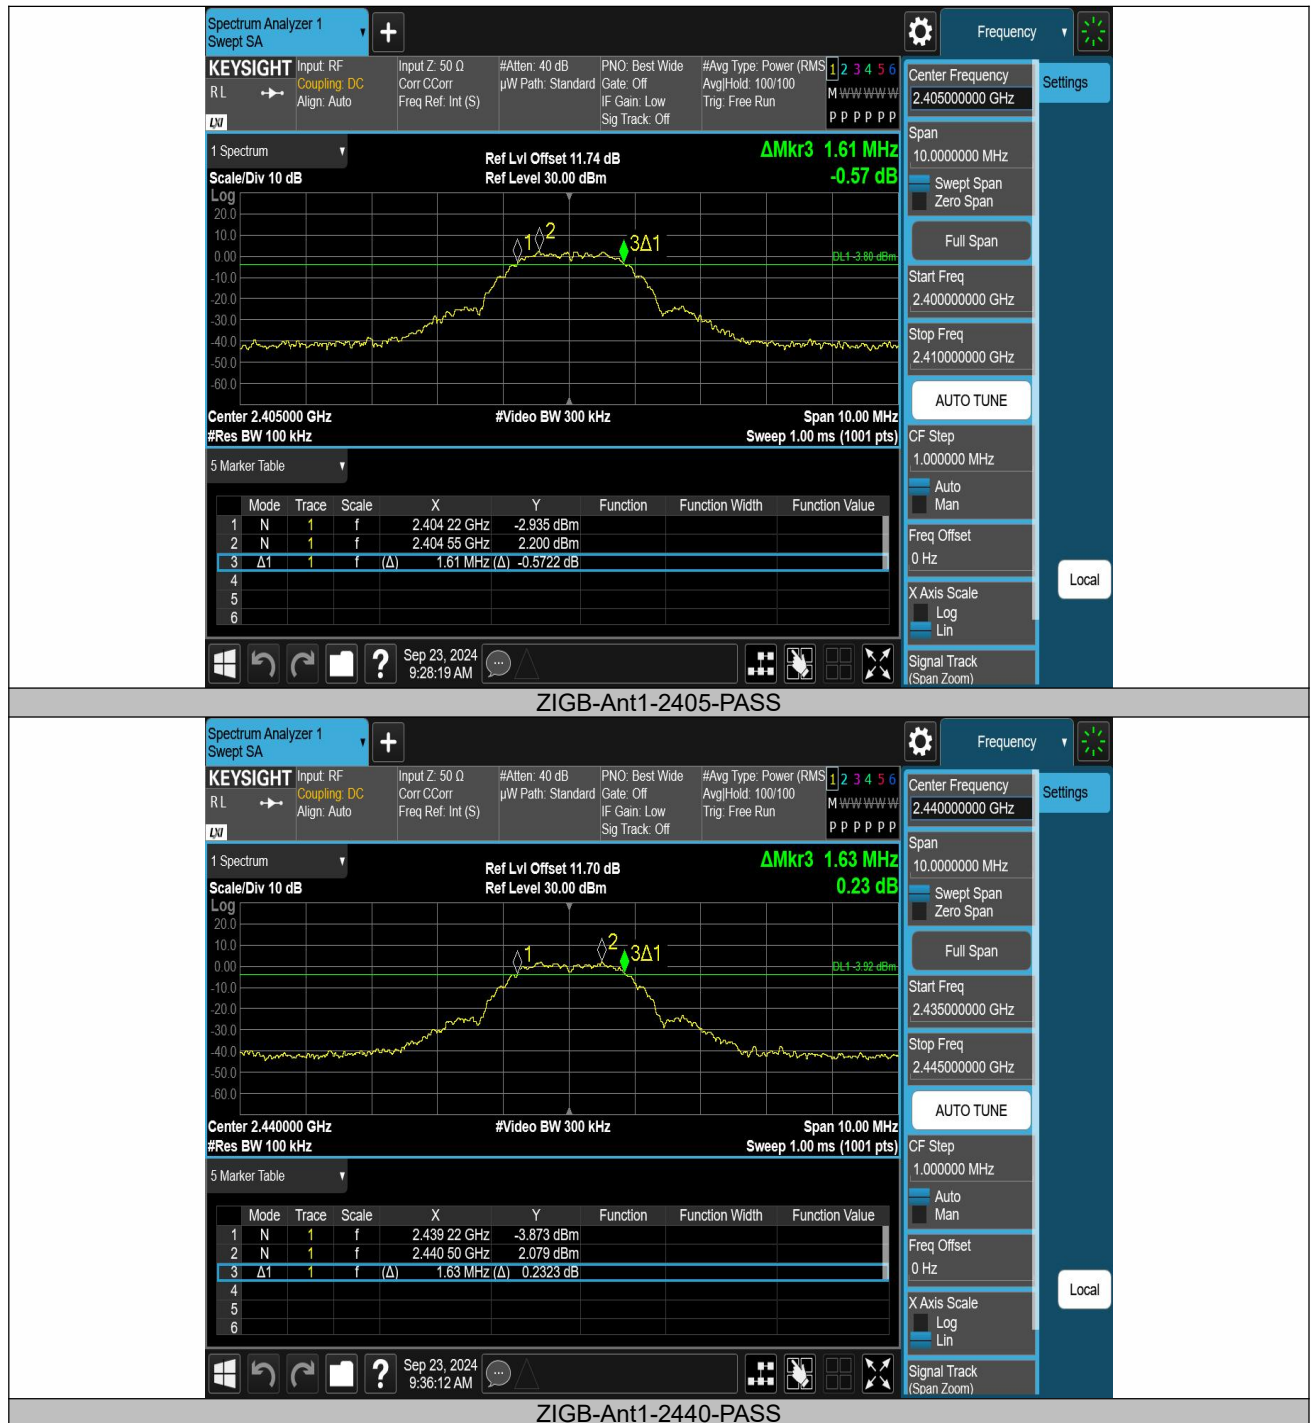 Spectrum Analyzer 1
Swept SA
Frequency
KEYSIGHT
RL
LXI
Input: RF
Coupling: DC
Align: Auto
Input Z: 50 Ω
Corr CCorr
Freq Ref: Int (S)
#Atten: 40 dB
µW Path: Standard
PNO: Best Wide
Gate: Off
IF Gain: Low
Sig Track: Off
#Avg Type: Power (RMS
Avg|Hold: 100/100
Trig: Free Run
1 2 3 4 5 6
M W W W W W
P P P P P P
1 Spectrum
Scale/Div 10 dB
Ref Lvl Offset 11.74 dB
Ref Level 30.00 dBm
ΔMkr3 1.61 MHz
-0.57 dB
Log
20.0
10.0
0.00
-10.0
-20.0
-30.0
-40.0
-50.0
-60.0
1
2
3Δ1
DL1 -3.80 dBm
Center 2.405000 GHz
#Video BW 300 kHz
Span 10.00 MHz
#Res BW 100 kHz
Sweep 1.00 ms (1001 pts)
5 Marker Table
Mode Trace Scale X Y Function Function Width Function Value
1 N 1 f 2.404 22 GHz -2.935 dBm
2 N 1 f 2.404 55 GHz 2.200 dBm
3 Δ1 1 f (Δ) 1.61 MHz (Δ) -0.5722 dB
4
5
6
?
Sep 23, 2024
9:28:19 AM
Center Frequency
2.405000000 GHz
Settings
Span
10.0000000 MHz
Swept Span
Zero Span
Full Span
Start Freq
2.400000000 GHz
Stop Freq
2.410000000 GHz
AUTO TUNE
CF Step
1.000000 MHz
Auto
Man
Freq Offset
0 Hz
X Axis Scale
Log
Lin
Signal Track
(Span Zoom)
Local
ZIGB-Ant1-2405-PASS
Spectrum Analyzer 1
Swept SA
Frequency
KEYSIGHT
RL
LXI
Input: RF
Coupling: DC
Align: Auto
Input Z: 50 Ω
Corr CCorr
Freq Ref: Int (S)
#Atten: 40 dB
µW Path: Standard
PNO: Best Wide
Gate: Off
IF Gain: Low
Sig Track: Off
#Avg Type: Power (RMS
Avg|Hold: 100/100
Trig: Free Run
1 2 3 4 5 6
M W W W W W
P P P P P P
1 Spectrum
Scale/Div 10 dB
Ref Lvl Offset 11.70 dB
Ref Level 30.00 dBm
ΔMkr3 1.63 MHz
0.23 dB
Log
20.0
10.0
0.00
-10.0
-20.0
-30.0
-40.0
-50.0
-60.0
1
2
3Δ1
DL1 -3.92 dBm
Center 2.440000 GHz
#Video BW 300 kHz
Span 10.00 MHz
#Res BW 100 kHz
Sweep 1.00 ms (1001 pts)
5 Marker Table
Mode Trace Scale X Y Function Function Width Function Value
1 N 1 f 2.439 22 GHz -3.873 dBm
2 N 1 f 2.440 50 GHz 2.079 dBm
3 Δ1 1 f (Δ) 1.63 MHz (Δ) 0.2323 dB
4
5
6
?
Sep 23, 2024
9:36:12 AM
Center Frequency
2.440000000 GHz
Settings
Span
10.0000000 MHz
Swept Span
Zero Span
Full Span
Start Freq
2.435000000 GHz
Stop Freq
2.445000000 GHz
AUTO TUNE
CF Step
1.000000 MHz
Auto
Man
Freq Offset
0 Hz
X Axis Scale
Log
Lin
Signal Track
(Span Zoom)
Local
ZIGB-Ant1-2440-PASS